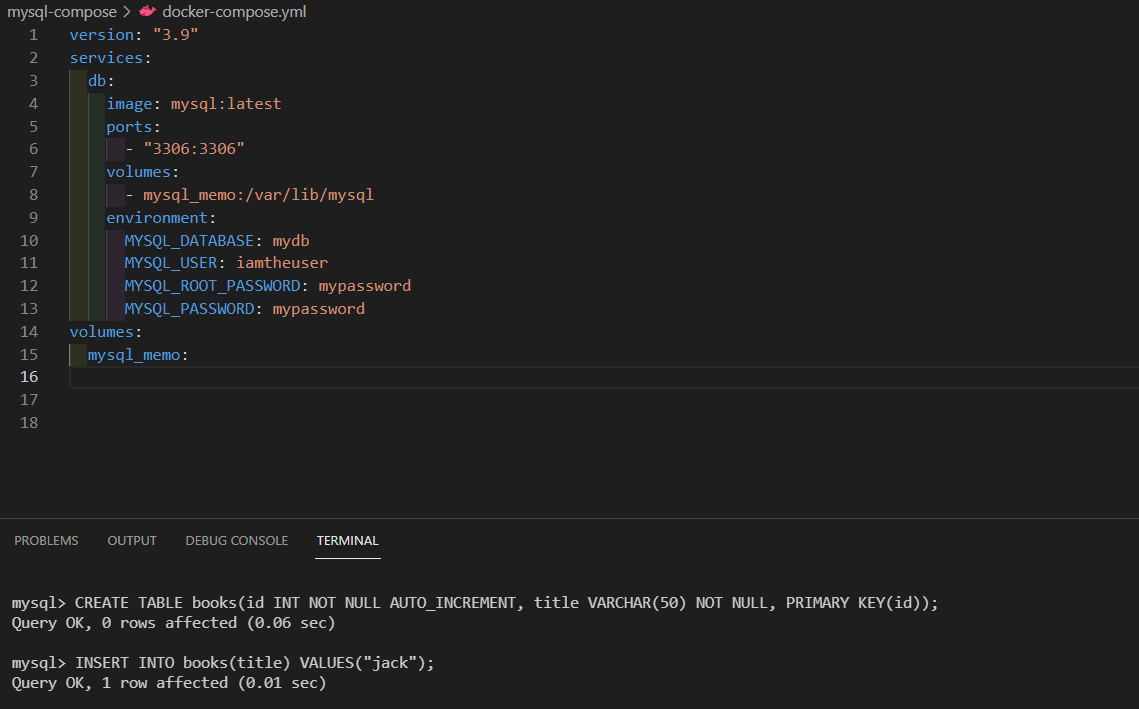 mysql-compose > docker-compose.yml
1 version: "3.9"
2 services:
3   db:
4     image: mysql:latest
5     ports:
6       - "3306:3306"
7     volumes:
8       - mysql_memo:/var/lib/mysql
9     environment:
10       MYSQL_DATABASE: mydb
11       MYSQL_USER: iamtheuser
12       MYSQL_ROOT_PASSWORD: mypassword
13       MYSQL_PASSWORD: mypassword
14 volumes:
15   mysql_memo:
16
17
18
PROBLEMS OUTPUT DEBUG CONSOLE TERMINAL
mysql> CREATE TABLE books(id INT NOT NULL AUTO_INCREMENT, title VARCHAR(50) NOT NULL, PRIMARY KEY(id));
Query OK, 0 rows affected (0.06 sec)
mysql> INSERT INTO books(title) VALUES("jack");
Query OK, 1 row affected (0.01 sec)